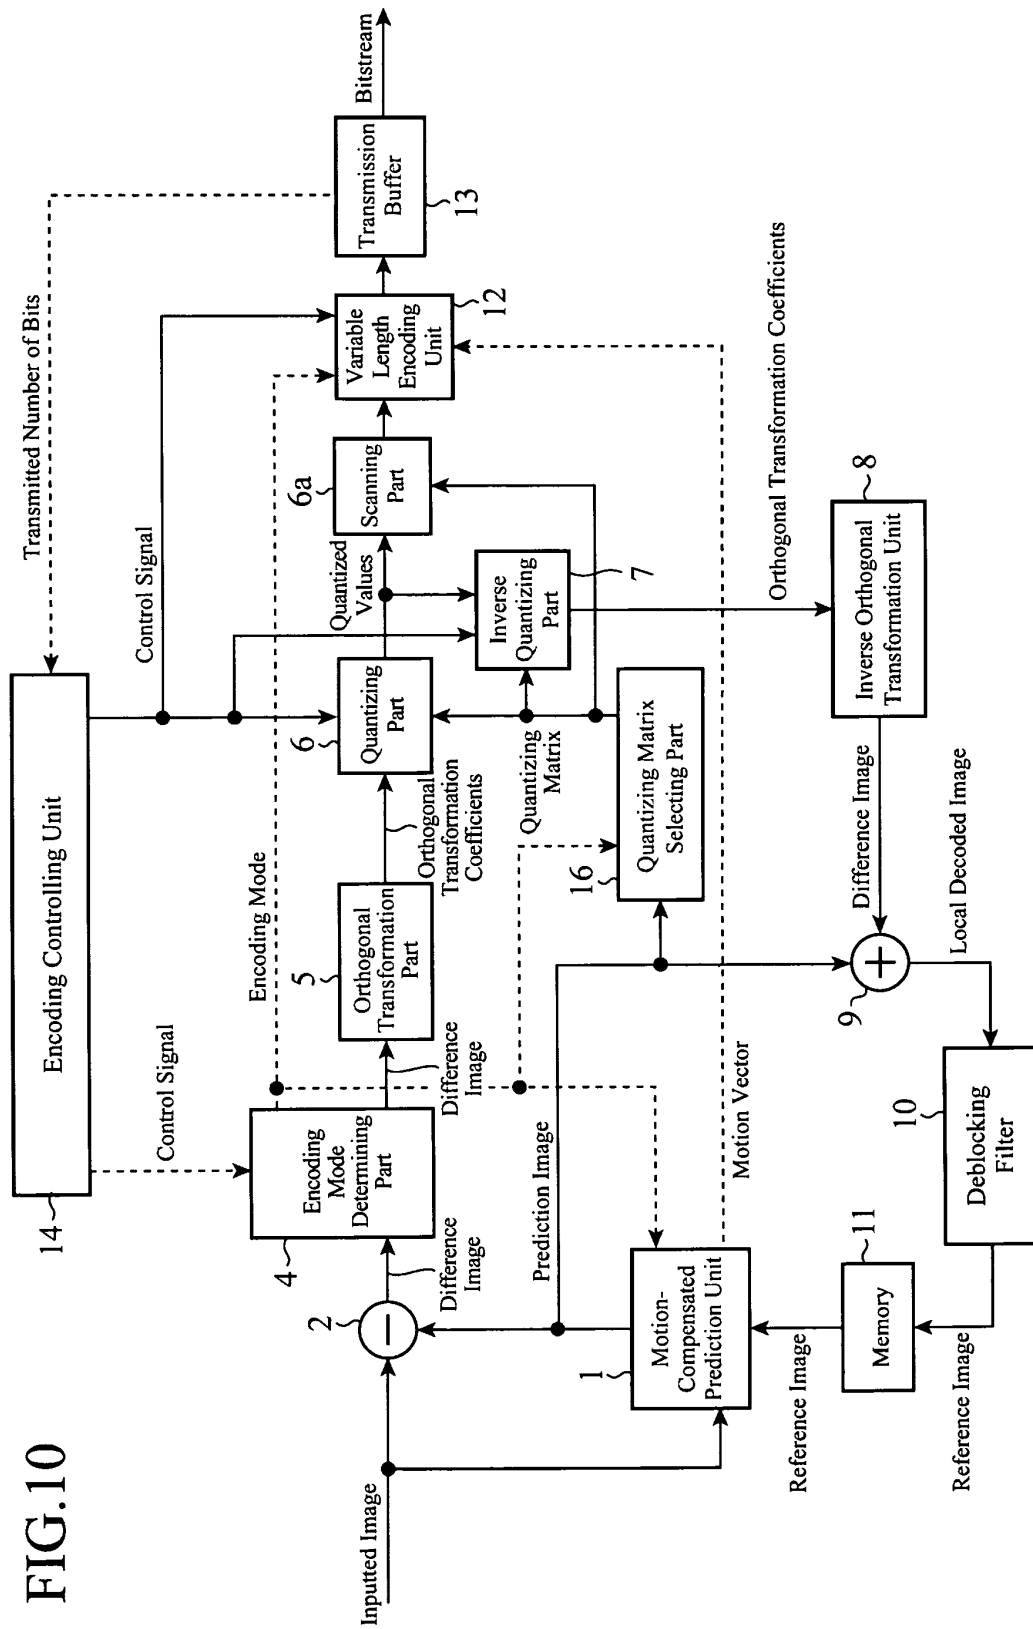 FIG.10
Encoding Controlling Unit
14
Transmitted Number of Bits
Control Signal
Control Signal
Encoding Mode
Inputted Image
2
Difference
Image
Encoding
Mode
Determining
Part
4
Difference
Image
Orthogonal
Transformation
Part
5
Orthogonal
Transformation
Coefficients
Quantizing
Part
6
Quantized
Values
Scanning
Part
6a
Variable
Length
Encoding
Unit
12
Transmission
Buffer
13
Bitstream
Inverse
Quantizing
Part
7
Quantizing
Matrix
Quantizing Matrix
Selecting Part
16
Prediction Image
Motion-
Compensated
Prediction Unit
1
Motion Vector
Orthogonal Transformation Coefficients
Inverse Orthogonal
Transformation Unit
8
Difference Image
9
Local Decoded Image
Deblocking
Filter
10
Reference Image
Memory
11
Reference Image